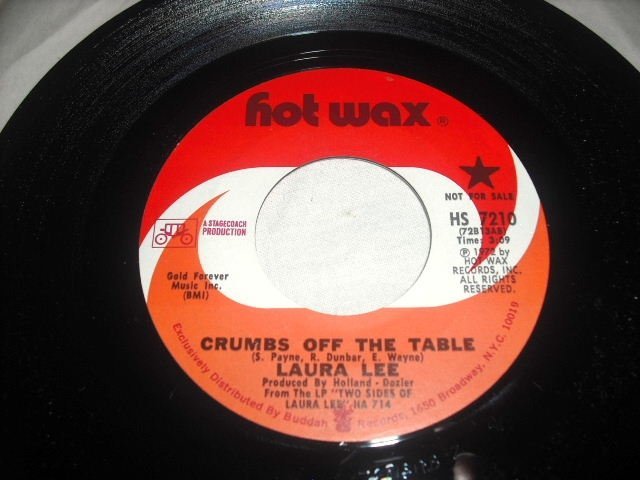 hot wax ®
NOT FOR SALE
HS 7210
(72B13AB)
Time: 3:09
Ⓟ 1972 by
HOT WAX
RECORDS, INC.
ALL RIGHTS
RESERVED.
A STAGECOACH
PRODUCTION
Gold Forever
Music Inc.
(BMI)
CRUMBS OFF THE TABLE
(S. Payne, R. Dunbar, E. Wayne)
LAURA LEE
Produced By Holland - Dozier
From The LP "TWO SIDES OF
LAURA LEE" HA 714
Exclusively Distributed By Buddah Records, 1650 Broadway, N.Y.C. 10019